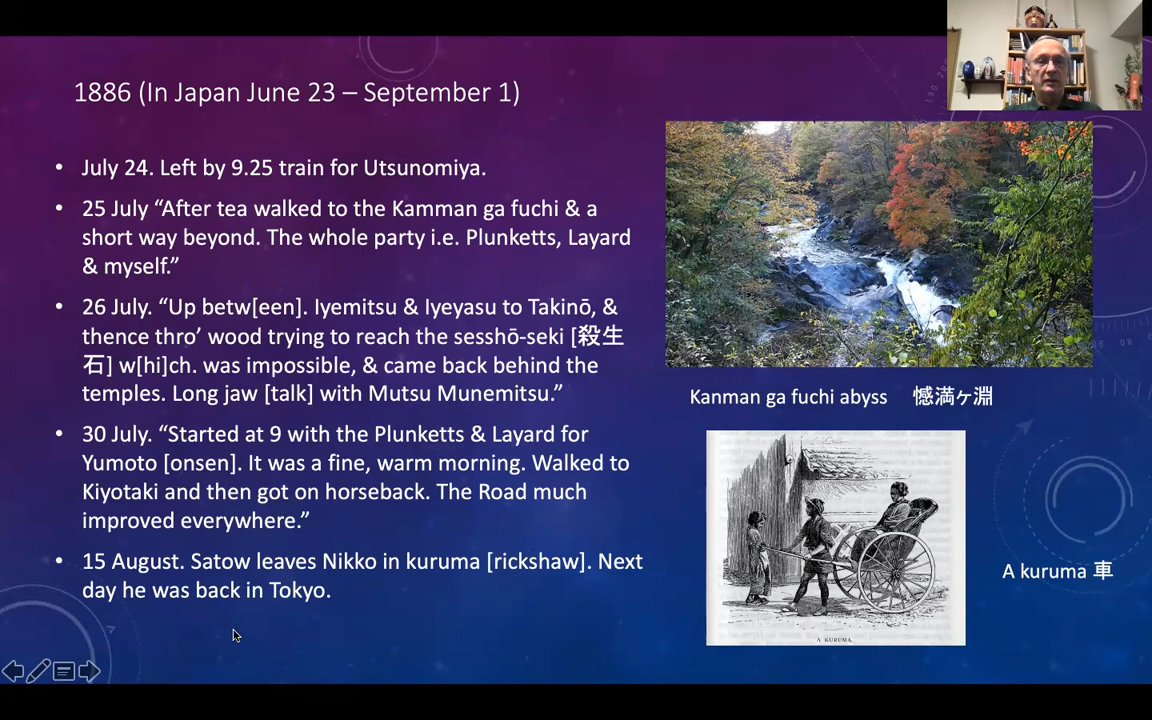 1886 (In Japan June 23 – September 1)
• July 24. Left by 9.25 train for Utsunomiya.
• 25 July “After tea walked to the Kamman ga fuchi & a
short way beyond. The whole party i.e. Plunketts, Layard
& myself.”
• 26 July. “Up betw[een]. Iyemitsu & Iyeyasu to Takinō, &
thence thro’ wood trying to reach the sesshō-seki [殺生
石] w[hi]ch. was impossible, & came back behind the
temples. Long jaw [talk] with Mutsu Munemitsu.”
• 30 July. “Started at 9 with the Plunketts & Layard for
Yumoto [onsen]. It was a fine, warm morning. Walked to
Kiyotaki and then got on horseback. The Road much
improved everywhere.”
• 15 August. Satow leaves Nikko in kuruma [rickshaw]. Next
day he was back in Tokyo.
Kanman ga fuchi abyss 憾満ヶ淵
A KURUMA.
A kuruma 車